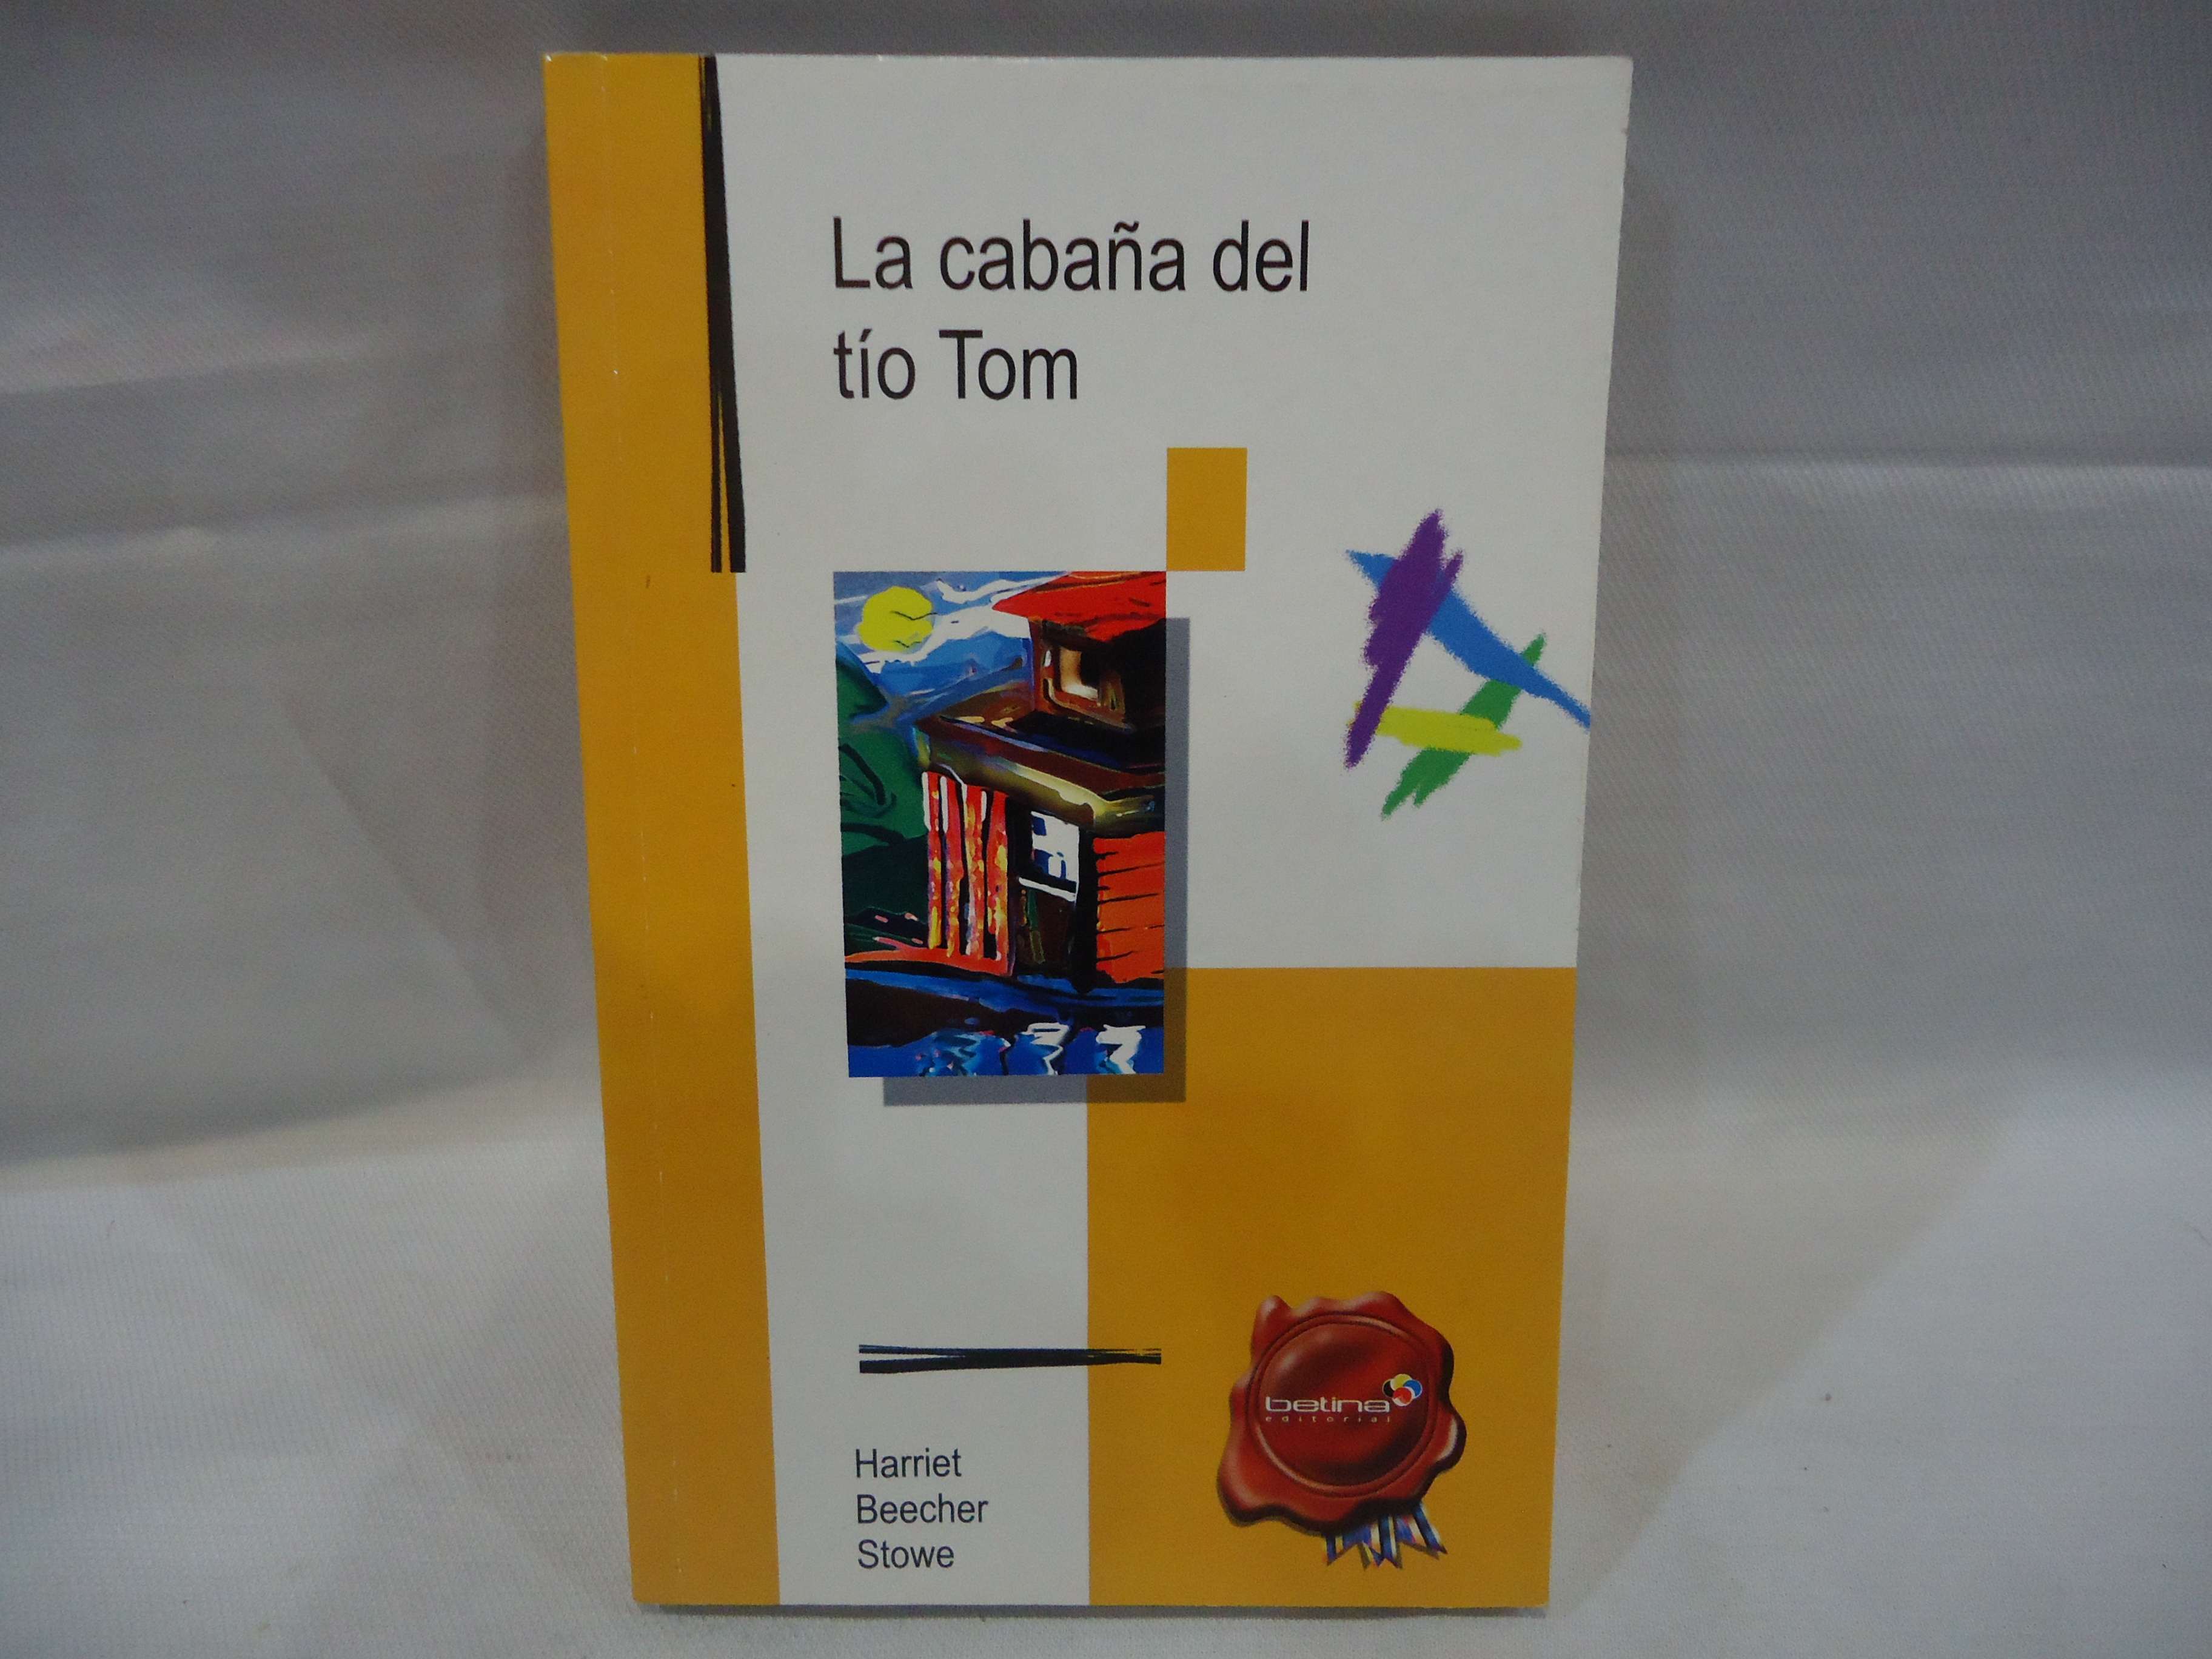 La cabaña del
tío Tom
betina
editorial
Harriet
Beecher
Stowe